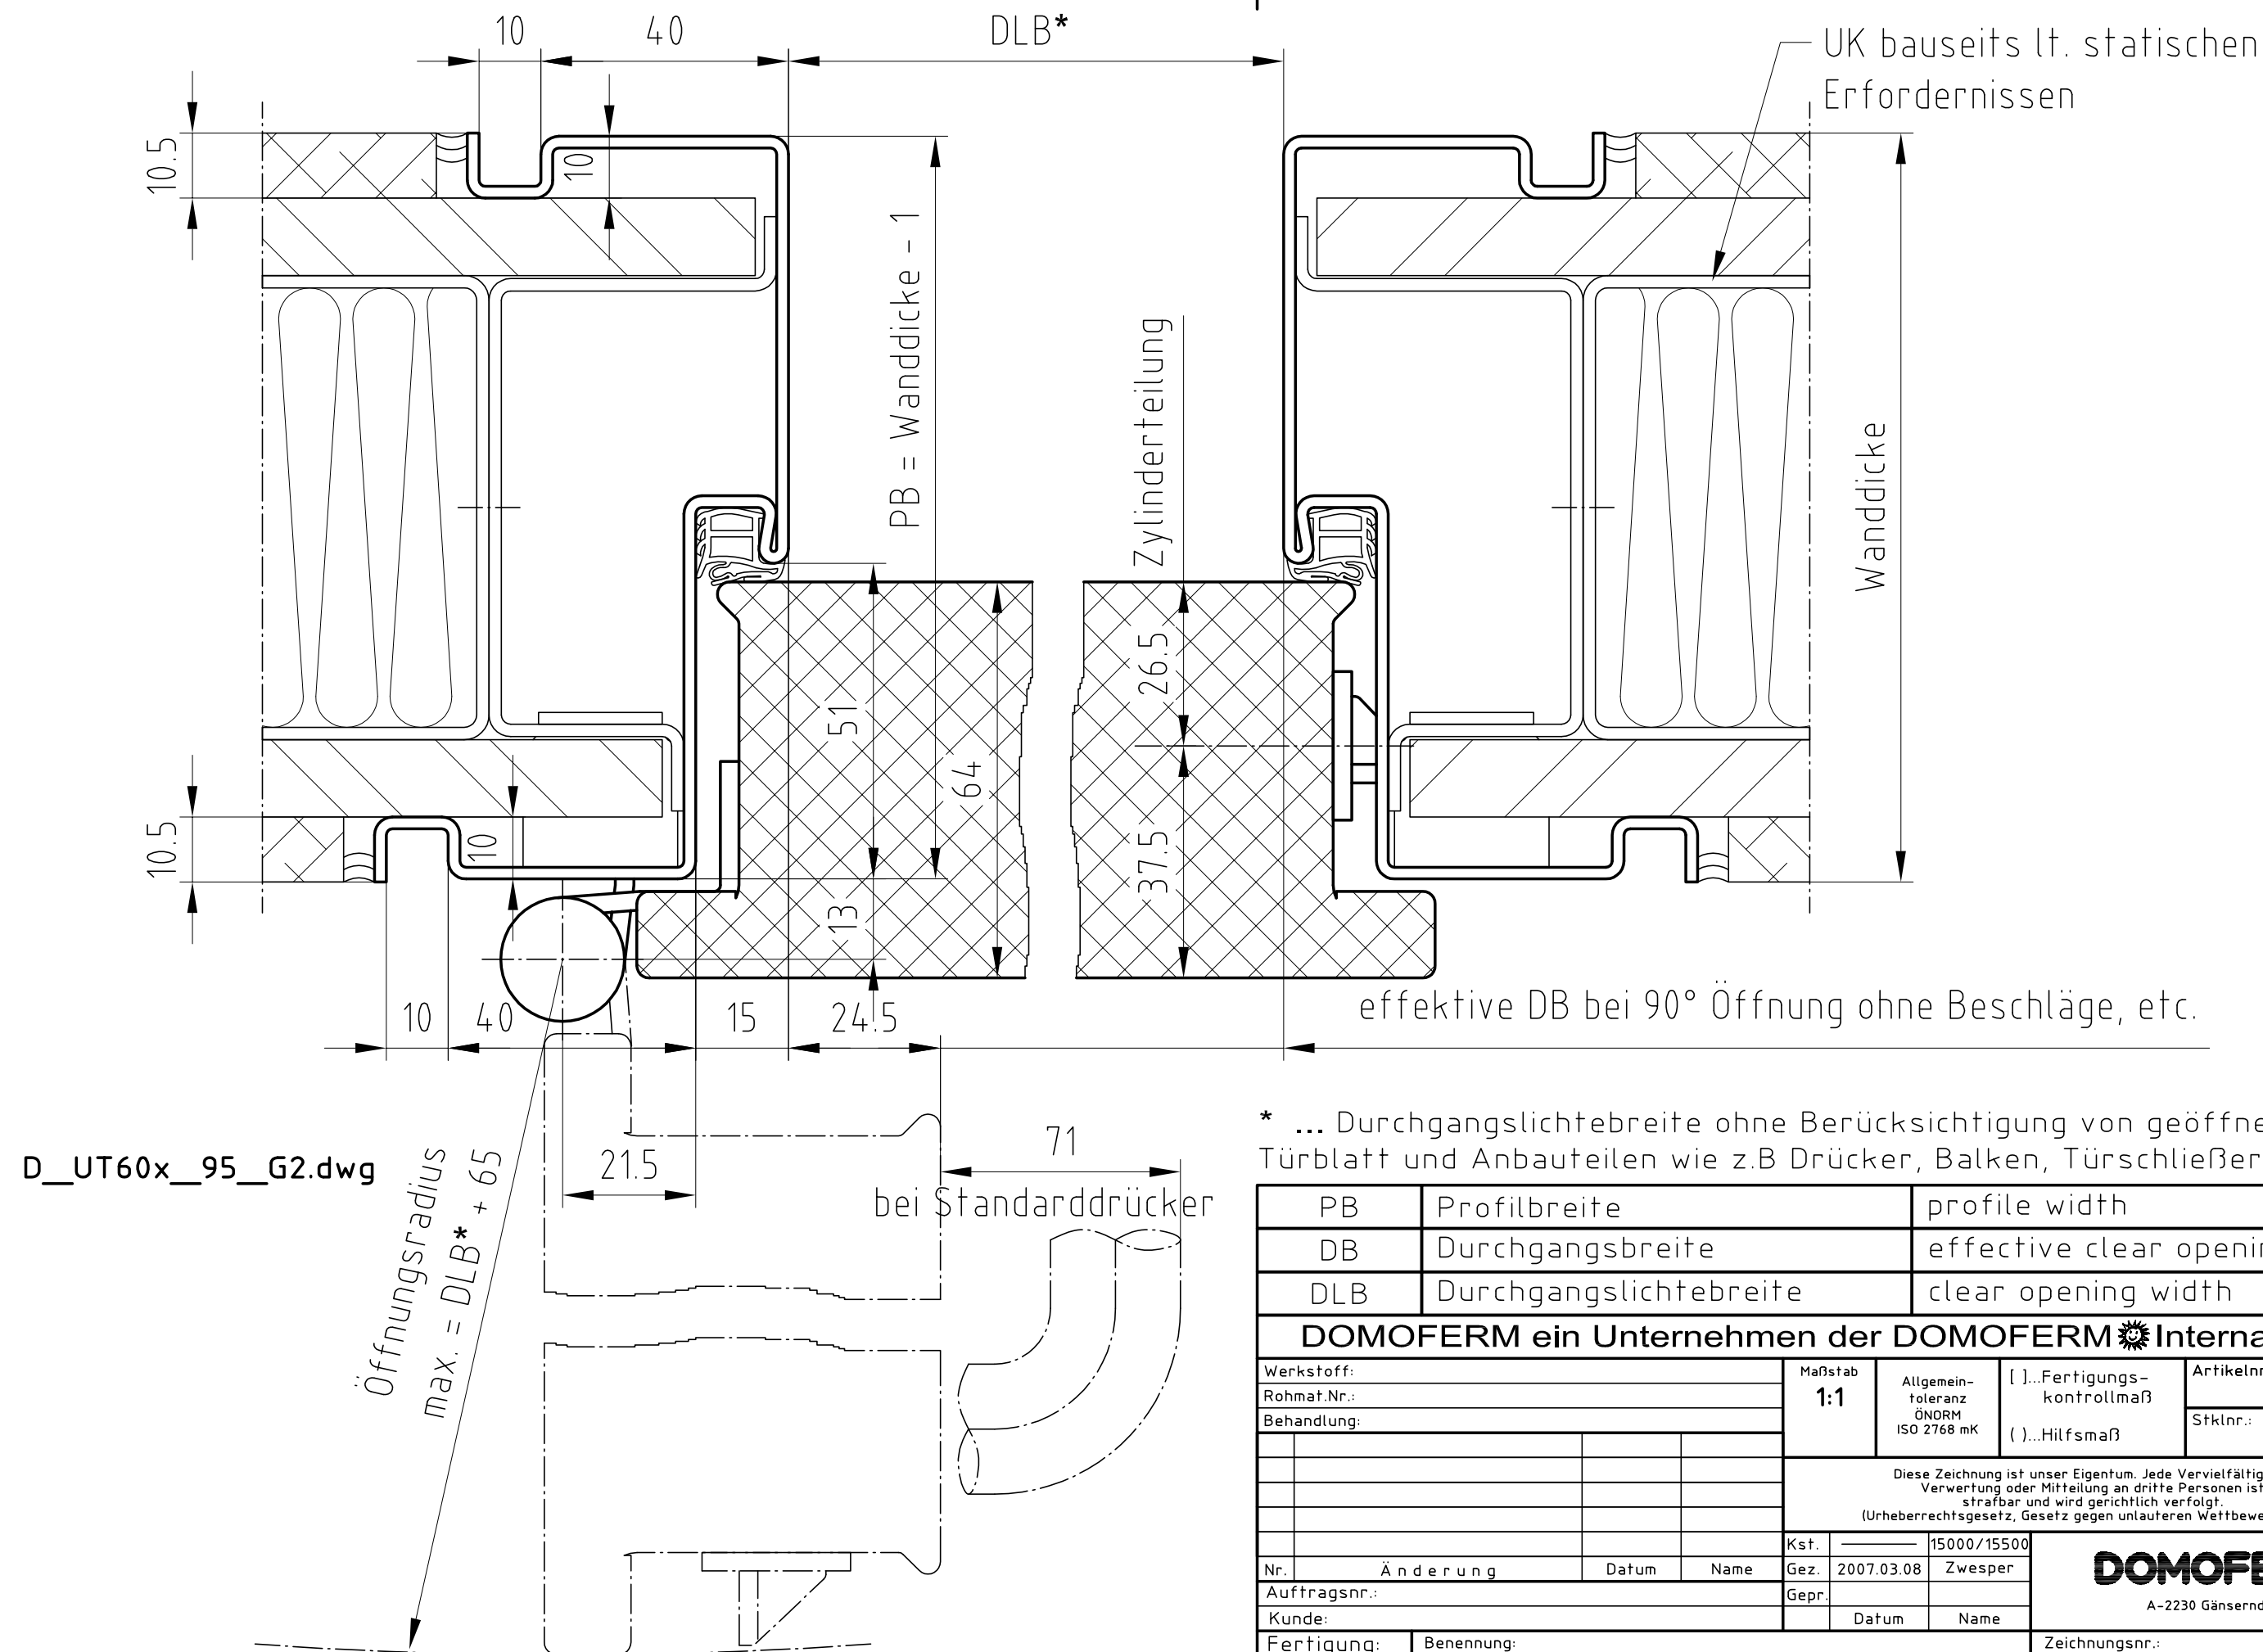 10
40
DLB*
UK bauseits lt. statischen
Erfordernissen
10.5
10
PB = Wanddicke - 1
Zylinderteilung
Wanddicke
26.5
51
64
10.5
10
37.5
13
10
40
15
24.5
effektive DB bei 90° Öffnung ohne Beschläge, etc.
* ... Durchgangslichtebreite ohne Berücksichtigung von
Türblatt und Anbauteilen wie z.B Drücker, Balken, Türschließer
D__UT60x__95__G2.dwg
Öffnungsradius
max. = DLB* + 65
21.5
71
bei Standarddrücker
PB Profilbreite profile width
DB Durchgangsbreite effective clear
DLB Durchgangslichtebreite clear opening width
DOMOFERM ein Unternehmen der DOMOFERM
Werkstoff:
Rohmat.Nr.:
Behandlung:
Maßstab
1:1
Allgemein-
toleranz
ÖNORM
ISO 2768 mK
[ ]...Fertigungs-
kontrollmaß
( )...Hilfsmaß
Stklnr.:
Diese Zeichnung ist unser Eigentum. Jede
Verwertung oder Mitteilung an dritte Personen ist
strafbar und wird gerichtlich verfolgt.
(Urheberrechtsgesetz, Gesetz gegen unlauteren
Kst. 15000/15500
Nr. Änderung Datum Name
Gez. 2007.03.08 Zwesper
Gepr.
Datum Name
Auftragsnr.:
Kunde:
A-2230
Fertigung:
Benennung:
Zeichnungsnr.: